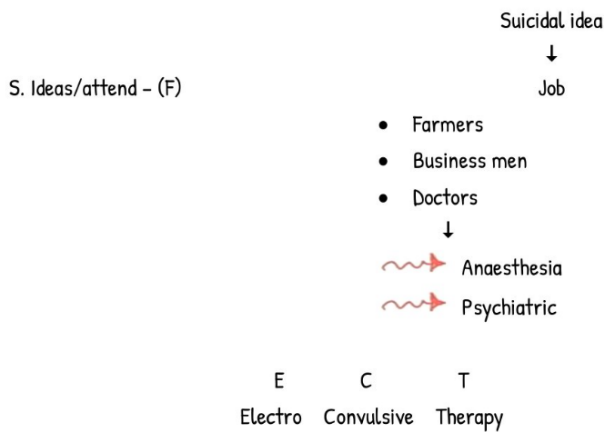 Suicidal idea
↓
S. Ideas/attend – (F) Job
• Farmers
• Business men
• Doctors
↓
Anaesthesia
Psychiatric
E C T
Electro Convulsive Therapy